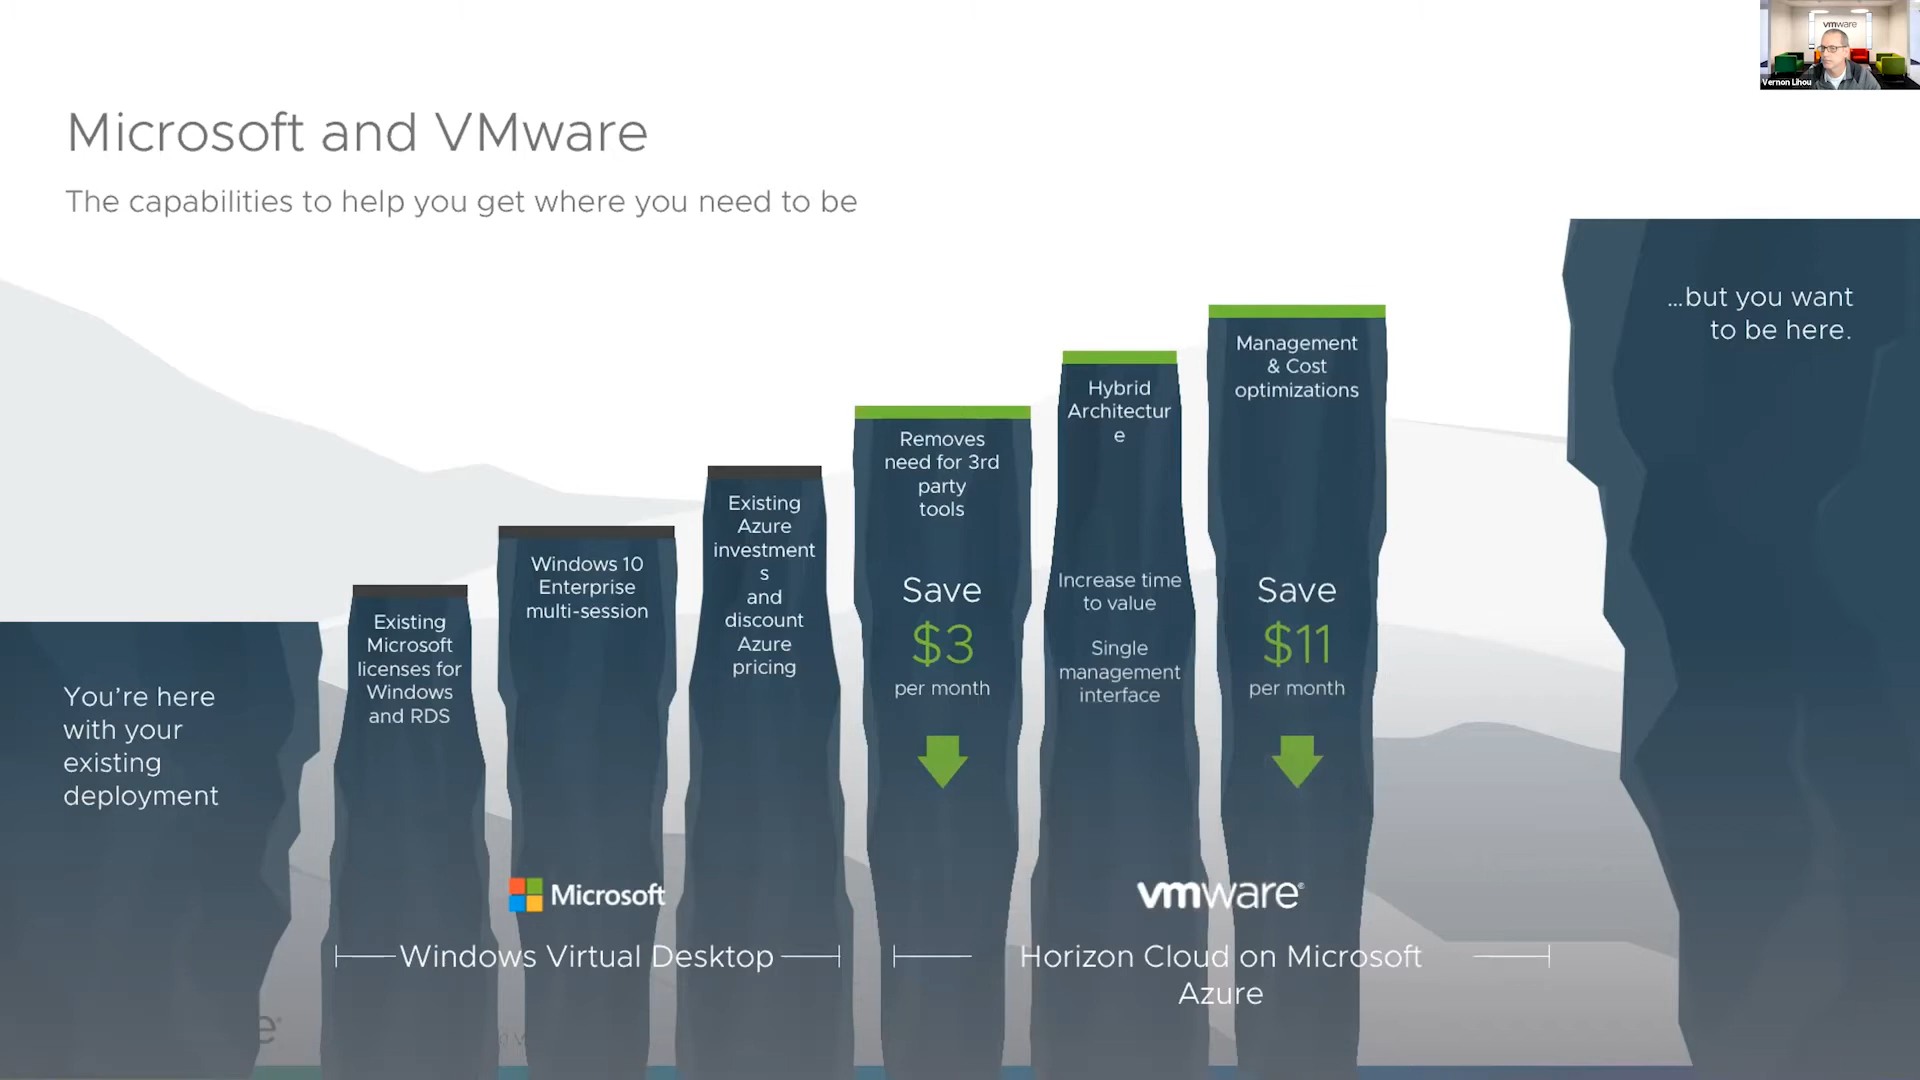 vmware
Vernon Lihou
Microsoft and VMware
The capabilities to help you get where you need to be
You're here
with your
existing
deployment
Existing
Microsoft
licenses for
Windows
and RDS
Windows 10
Enterprise
multi-session
Existing
Azure
investment
s
and
discount
Azure
pricing
Removes
need for 3rd
party
tools
Save
$3
per month
Hybrid
Architectur
e
Increase time
to value
Single
management
interface
Management
& Cost
optimizations
Save
$11
per month
...but you want
to be here.
Microsoft
Windows Virtual Desktop
vmware®
Horizon Cloud on Microsoft
Azure